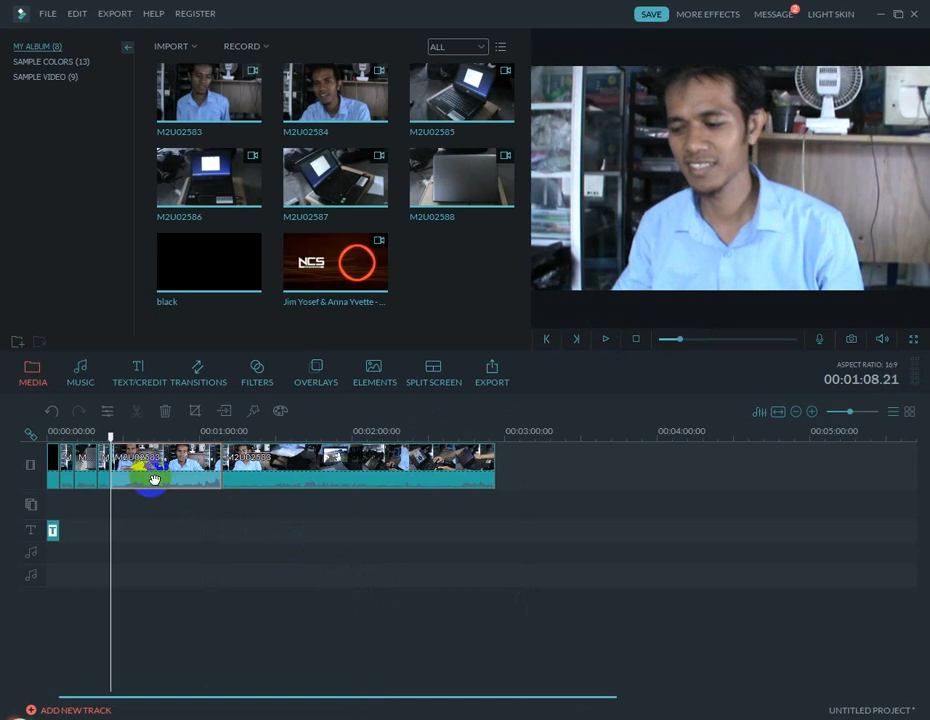 FILE EDIT EXPORT HELP REGISTER SAVE MORE EFFECTS MESSAGE 2 LIGHT SKIN
MY ALBUM (8)
SAMPLE COLORS (13)
SAMPLE VIDEO (9)
IMPORT RECORD ALL
M2U02583 M2U02584 M2U02585
M2U02586 M2U02587 M2U02588
NCS
black Jim Yosef & Anna Yvette -...
MEDIA MUSIC TEXT/CREDIT TRANSITIONS FILTERS OVERLAYS ELEMENTS SPLIT SCREEN EXPORT
ASPECT RATIO: 16:9
00:01:08.21
00:00:00:00 00:01:00:00 00:02:00:00 00:03:00:00 00:04:00:00 00:05:00:00
M M... M M2U02583 M2U02583
T
T
ADD NEW TRACK UNTITLED PROJECT*